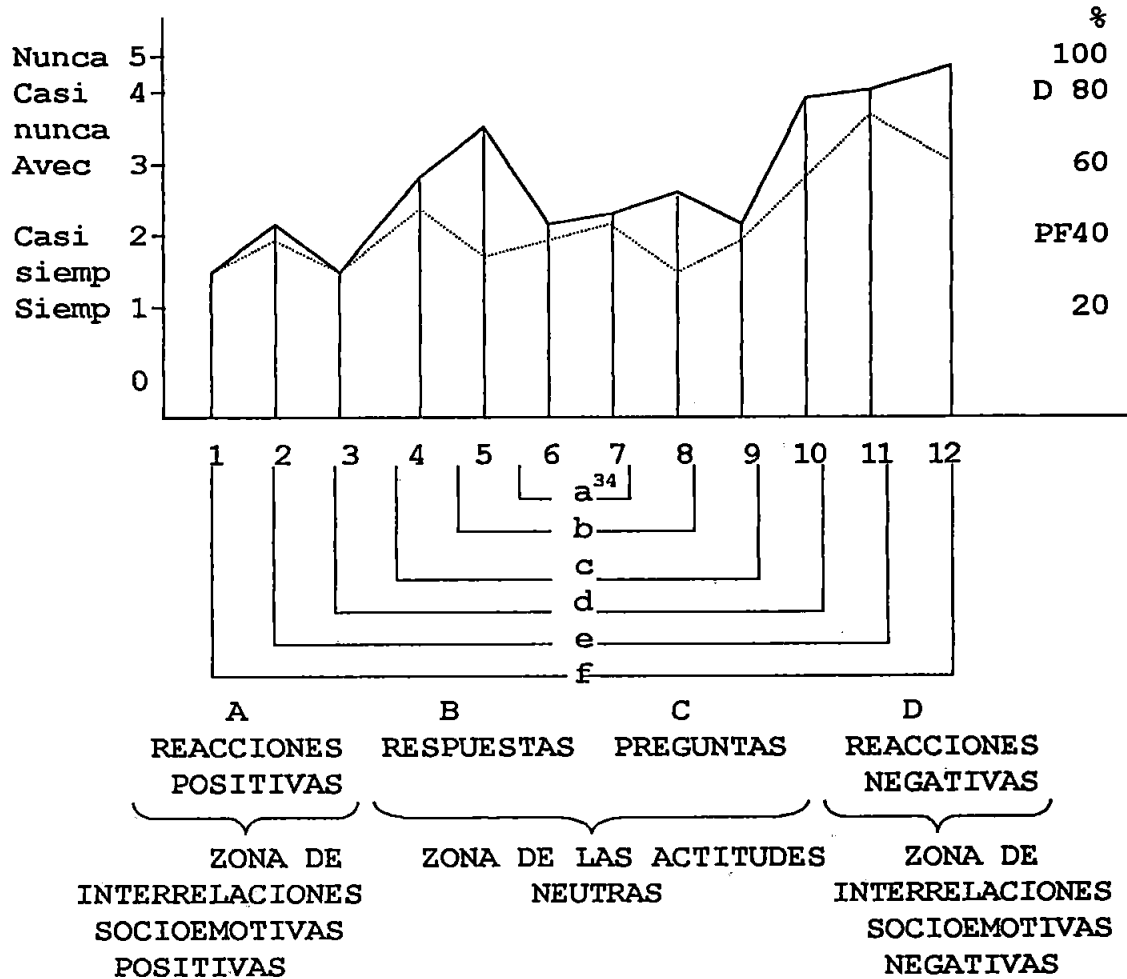 %
Nunca 5 100
Casi 4 D 80
nunca
Avec 3 60
Casi 2 PF40
siemp
Siemp 1 20
0
1 2 3 4 5 6 7 8 9 10 11 12
a34
b
c
d
e
f
A B C D
REACCIONES RESPUESTAS PREGUNTAS REACCIONES
POSITIVAS NEGATIVAS
ZONA DE ZONA DE LAS ACTITUDES ZONA DE
INTERRELACIONES NEUTRAS INTERRELACIONES
SOCIOEMOTIVAS SOCIOEMOTIVAS
POSITIVAS NEGATIVAS